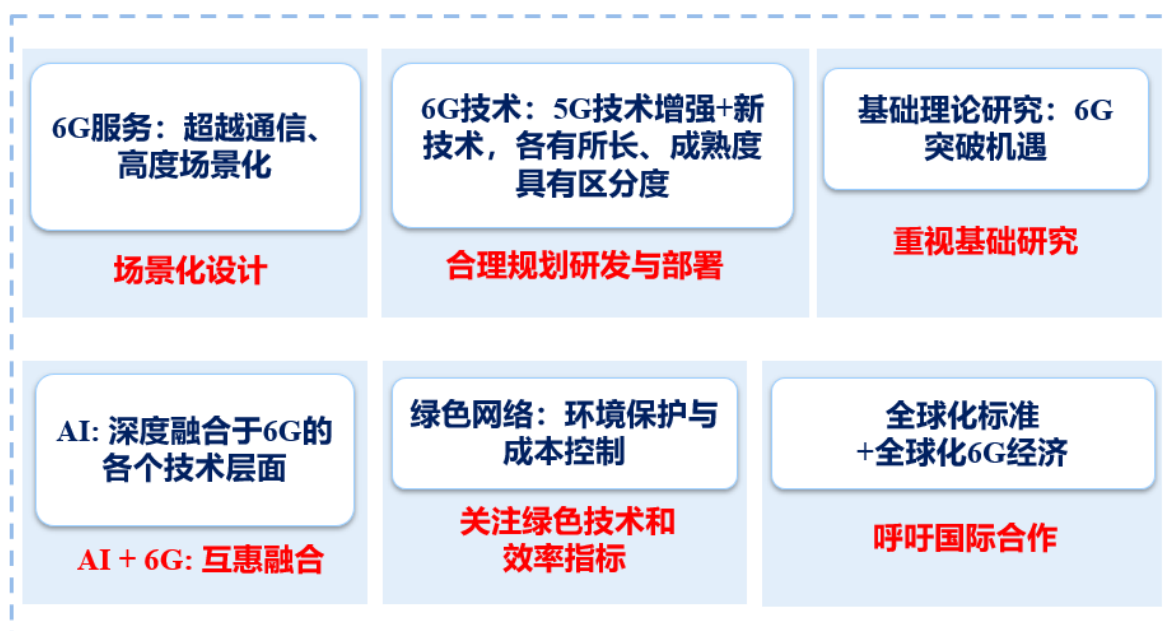 6G服务：超越通信、
高度场景化
场景化设计
6G技术：5G技术增强+新
技术，各有所长、成熟度
具有区分度
合理规划研发与部署
基础理论研究：6G
突破机遇
重视基础研究
AI: 深度融合于6G的
各个技术层面
AI + 6G: 互惠融合
绿色网络：环境保护与
成本控制
关注绿色技术和
效率指标
全球化标准
+全球化6G经济
呼吁国际合作